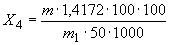 X₄ = m · 1,4172 · 100 · 100 / m₁ · 50 · 1000